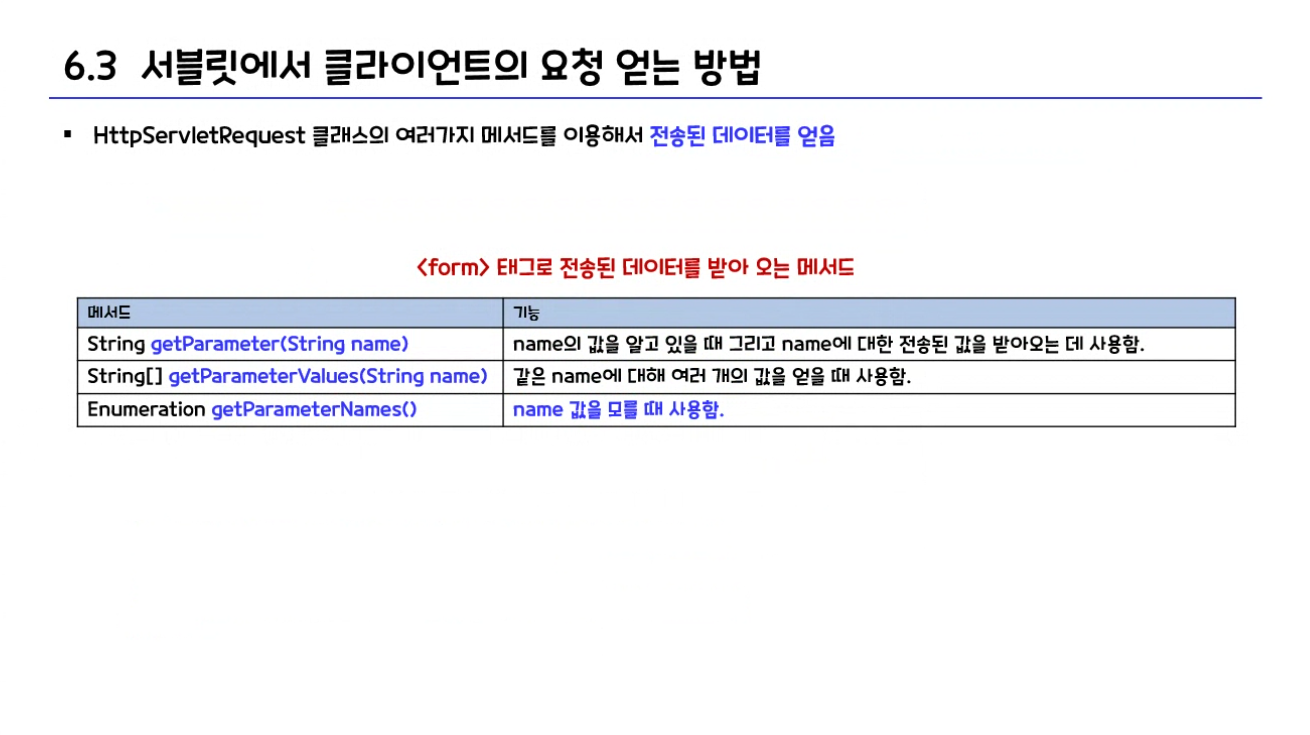 6.3 서블릿에서 클라이언트의 요청 얻는 방법
▪ HttpServletRequest 클래스의 여러가지 메서드를 이용해서 전송된 데이터를 얻음
<form> 태그로 전송된 데이터를 받아 오는 메서드
메서드 기능
String getParameter(String name) name의 값을 알고 있을 때 그리고 name에 대한 전송된 값을 받아오는 데 사용함.
String[] getParameterValues(String name) 같은 name에 대해 여러 개의 값을 얻을 때 사용함.
Enumeration getParameterNames() name 값을 모를 때 사용함.